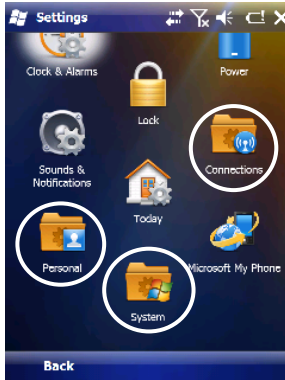 Settings
Clock & Alarms
Lock
Power
Sounds &
Notifications
Today
Connections
Personal
System
Microsoft My Phone
Back